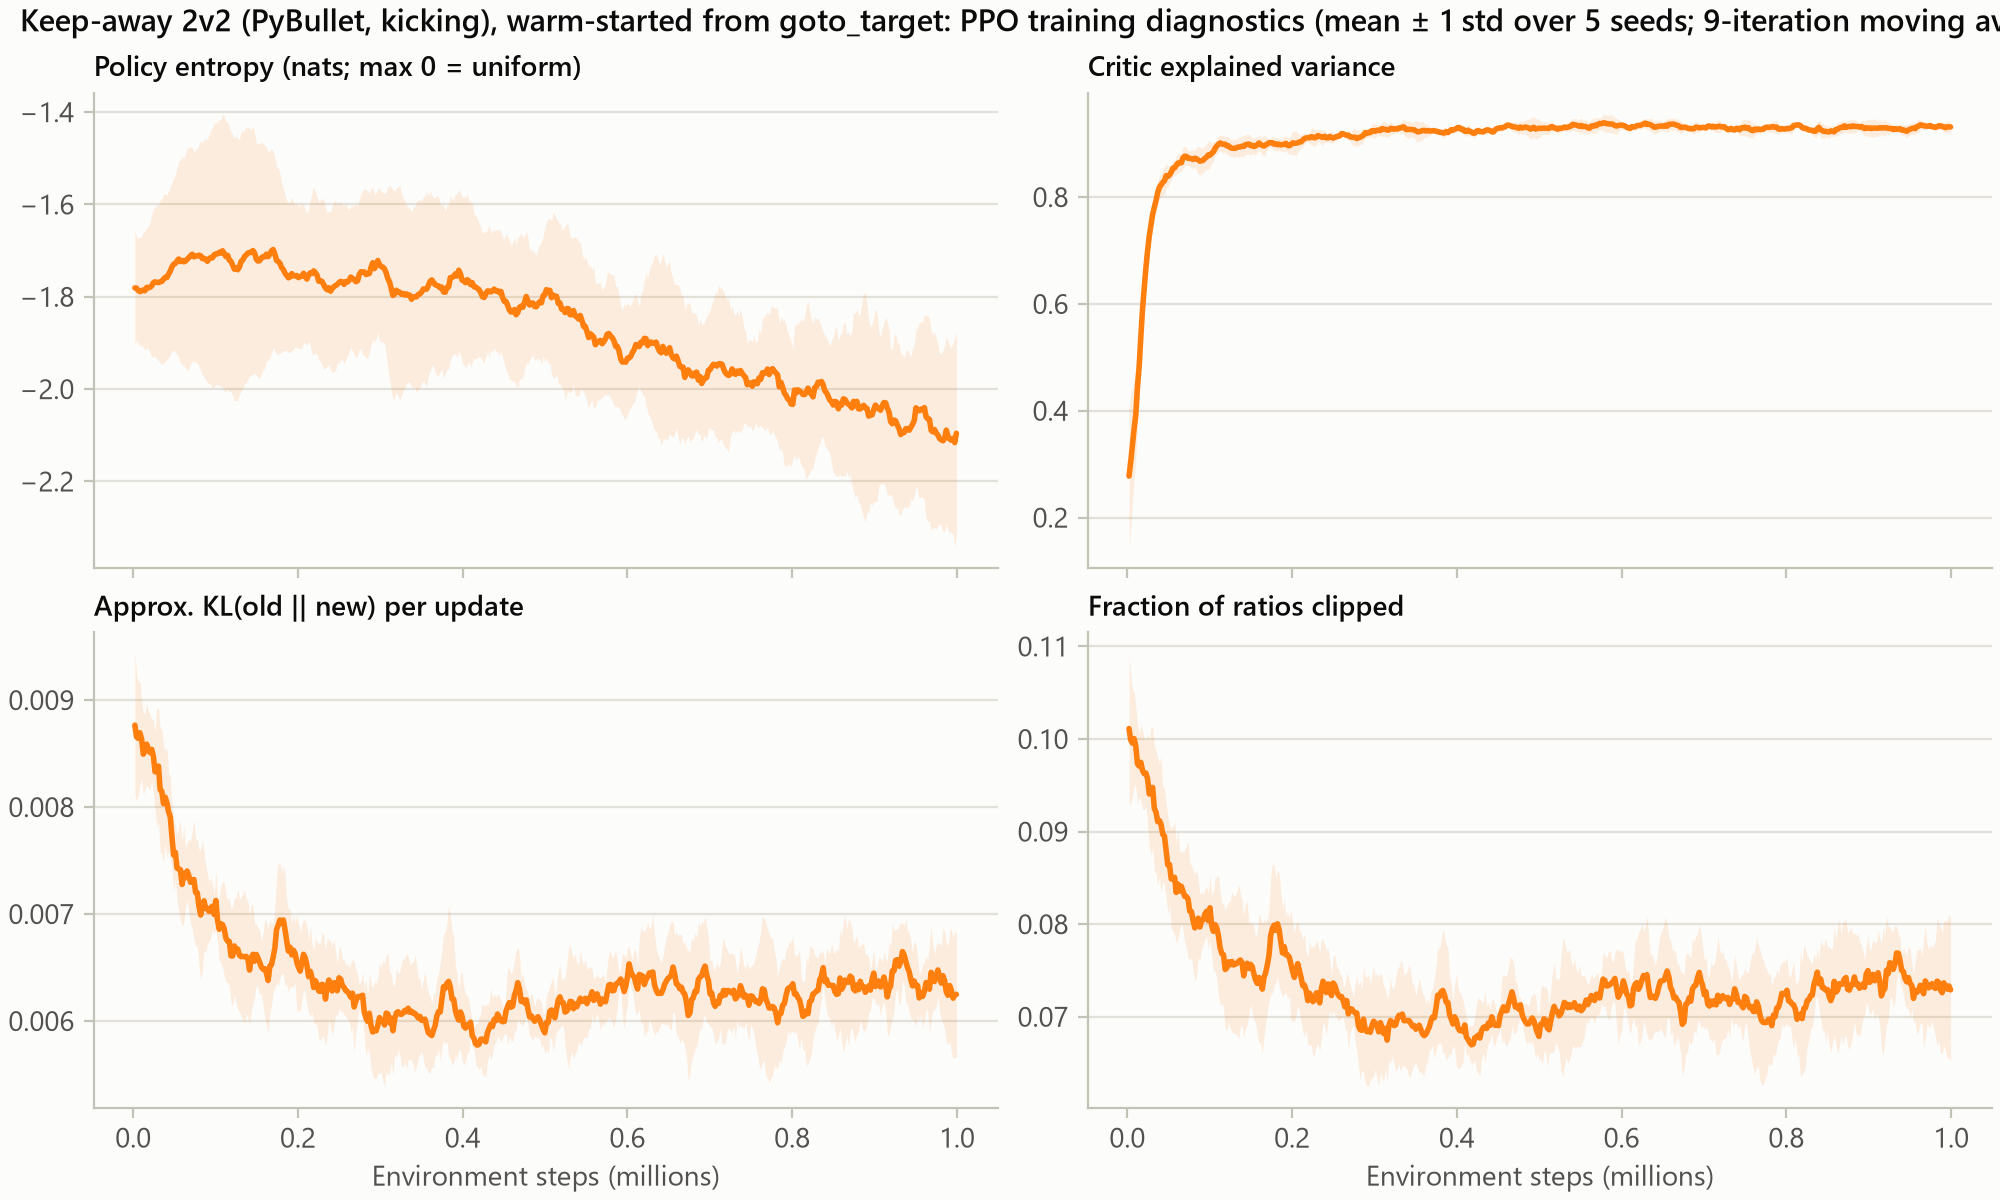 Keep-away 2v2 (PyBullet, kicking), warm-started from goto_target: PPO training diagnostics (mean ± 1 std over 5 seeds; 9-iteration moving av
Policy entropy (nats; max 0 = uniform)
−1.4
−1.6
−1.8
−2.0
−2.2
Critic explained variance
0.8
0.6
0.4
0.2
Approx. KL(old || new) per update
0.009
0.008
0.007
0.006
0.0 0.2 0.4 0.6 0.8 1.0
Environment steps (millions)
Fraction of ratios clipped
0.11
0.10
0.09
0.08
0.07
0.0 0.2 0.4 0.6 0.8 1.0
Environment steps (millions)